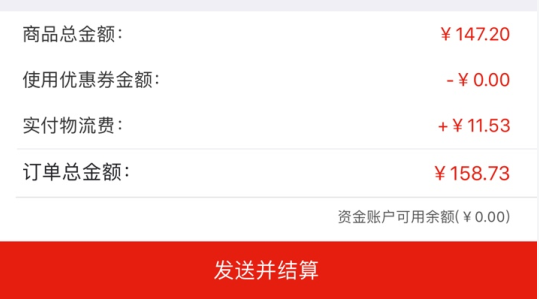 商品总金额： ￥147.20
使用优惠券金额： -￥0.00
实付物流费： +￥11.53
订单总金额： ￥158.73
资金账户可用余额(￥0.00)
发送并结算